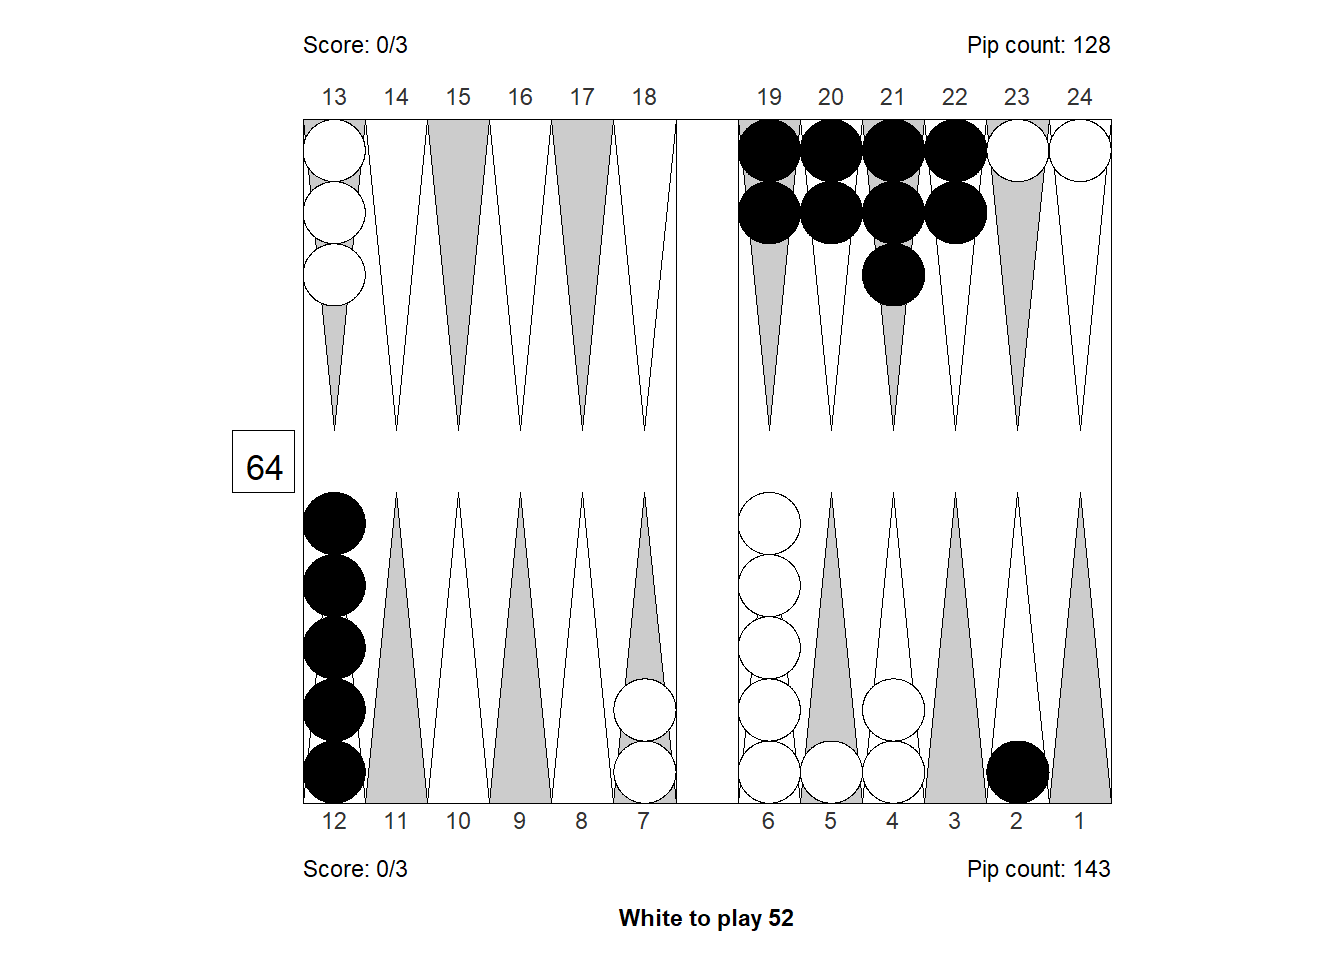 Score: 0/3 Pip count: 128
13 14 15 16 17 18 19 20 21 22 23 24
64
12 11 10 9 8 7 6 5 4 3 2 1
Score: 0/3 Pip count: 143
White to play 52